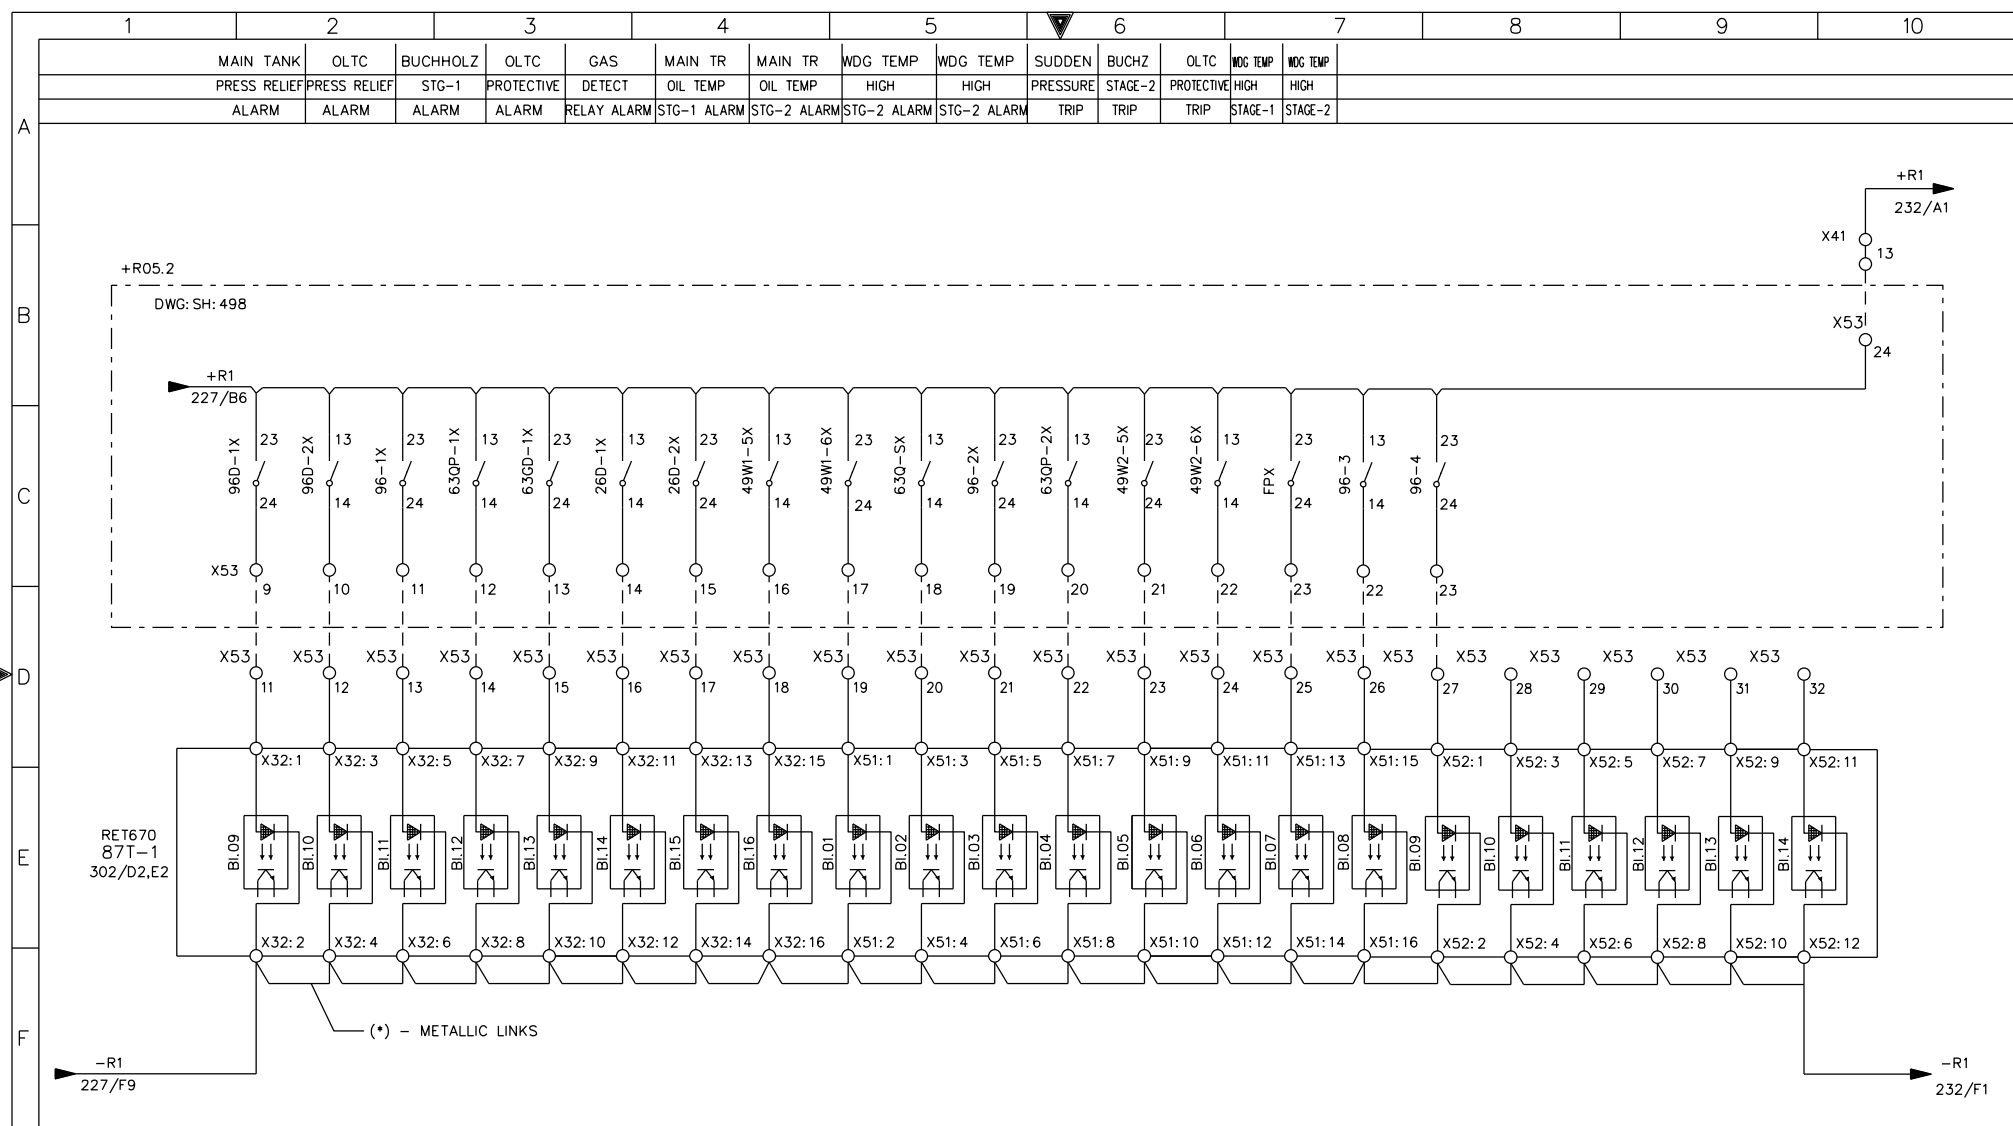 1 2 3 4 5 6 7 8 9 10
MAIN TANK OLTC BUCHHOLZ OLTC GAS MAIN TR MAIN TR WDG TEMP WDG TEMP SUDDEN BUCHZ OLTC WDG TEMP WDG TEMP
PRESS RELIEF PRESS RELIEF STG-1 PROTECTIVE DETECT OIL TEMP OIL TEMP HIGH HIGH PRESSURE STAGE-2 PROTECTIVE HIGH HIGH
ALARM ALARM ALARM ALARM RELAY ALARM STG-1 ALARM STG-2 ALARM STG-2 ALARM STG-2 ALARM TRIP TRIP TRIP STAGE-1 STAGE-2
A
+R1
232/A1
X41
13
+R05.2
B
DWG:SH:498
X53
24
+R1
227/B6
23 13 23 13 23 13 23 13 23 13 23 13 23 13 23 13 23
96D-1X 96D-2X 96-1X 63QP-1X 63GD-1X 26D-1X 26D-2X 49W1-5X 49W1-6X 63Q-SX 96-2X 63QP-2X 49W2-5X 49W2-6X FPX 96-3 96-4
C
24 14 24 14 24 14 24 14 24 14 24 14 24 14 24 14 24
X53
9 10 11 12 13 14 15 16 17 18 19 20 21 22 23 22 23
X53 X53 X53 X53 X53 X53 X53 X53 X53 X53 X53 X53 X53 X53 X53 X53 X53 X53 X53 X53 X53 X53
D
11 12 13 14 15 16 17 18 19 20 21 22 23 24 25 26 27 28 29 30 31 32
X32:1 X32:3 X32:5 X32:7 X32:9 X32:11 X32:13 X32:15 X51:1 X51:3 X51:5 X51:7 X51:9 X51:11 X51:13 X51:15 X52:1 X52:3 X52:5 X52:7 X52:9 X52:11
RET670
87T-1
302/D2,E2
E
BI.09 BI.10 BI.11 BI.12 BI.13 BI.14 BI.15 BI.16 BI.01 BI.02 BI.03 BI.04 BI.05 BI.06 BI.07 BI.08 BI.09 BI.10 BI.11 BI.12 BI.13 BI.14
X32:2 X32:4 X32:6 X32:8 X32:10 X32:12 X32:14 X32:16 X51:2 X51:4 X51:6 X51:8 X51:10 X51:12 X51:14 X51:16 X52:2 X52:4 X52:6 X52:8 X52:10 X52:12
(*) - METALLIC LINKS
F
-R1
227/F9
-R1
232/F1